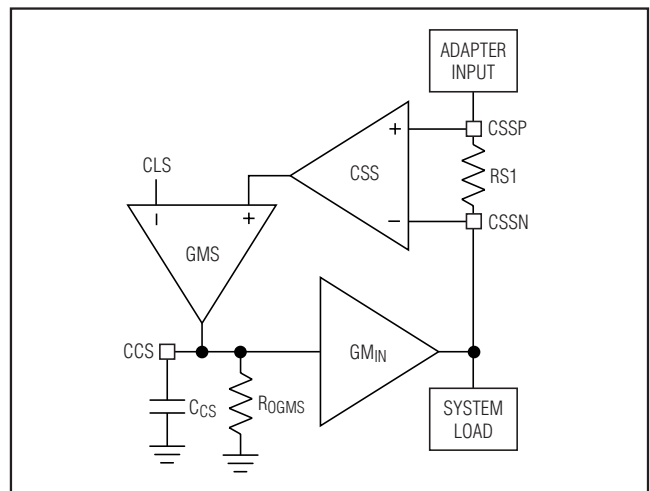 ADAPTER
INPUT
CSSP
+
CLS
CSS
RS1
− +
−
CSSN
GMS
CCS
GMIN
CCS
ROGMS
SYSTEM
LOAD